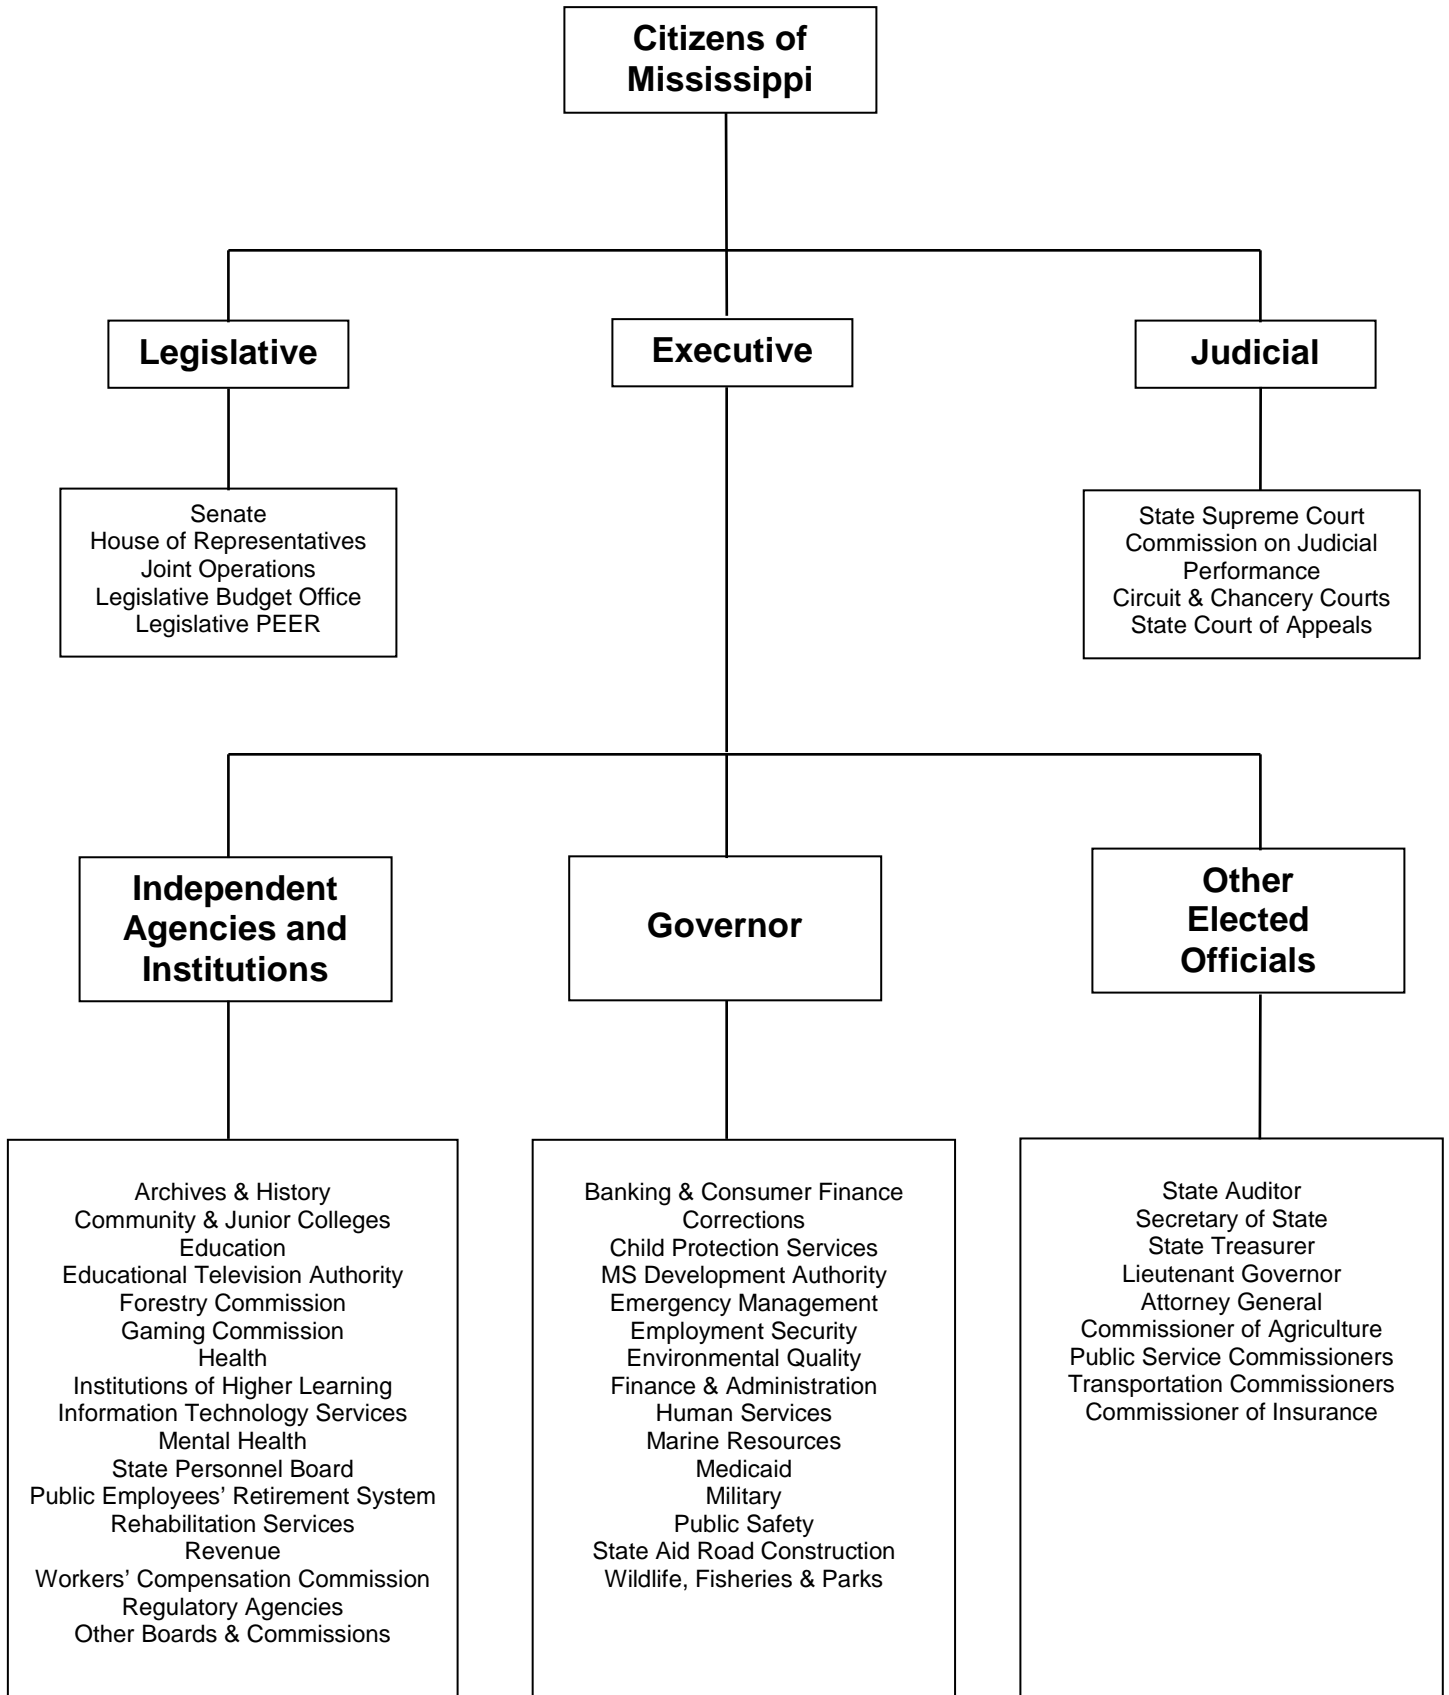 Citizens of
Mississippi
Legislative
Executive
Judicial
Senate
House of Representatives
Joint Operations
Legislative Budget Office
Legislative PEER
State Supreme Court
Commission on Judicial
Performance
Circuit & Chancery Courts
State Court of Appeals
Independent
Agencies and
Institutions
Governor
Other
Elected
Officials
Archives & History
Community & Junior Colleges
Education
Educational Television Authority
Forestry Commission
Gaming Commission
Health
Institutions of Higher Learning
Information Technology Services
Mental Health
State Personnel Board
Public Employees’ Retirement System
Rehabilitation Services
Revenue
Workers’ Compensation Commission
Regulatory Agencies
Other Boards & Commissions
Banking & Consumer Finance
Corrections
Child Protection Services
MS Development Authority
Emergency Management
Employment Security
Environmental Quality
Finance & Administration
Human Services
Marine Resources
Medicaid
Military
Public Safety
State Aid Road Construction
Wildlife, Fisheries & Parks
State Auditor
Secretary of State
State Treasurer
Lieutenant Governor
Attorney General
Commissioner of Agriculture
Public Service Commissioners
Transportation Commissioners
Commissioner of Insurance